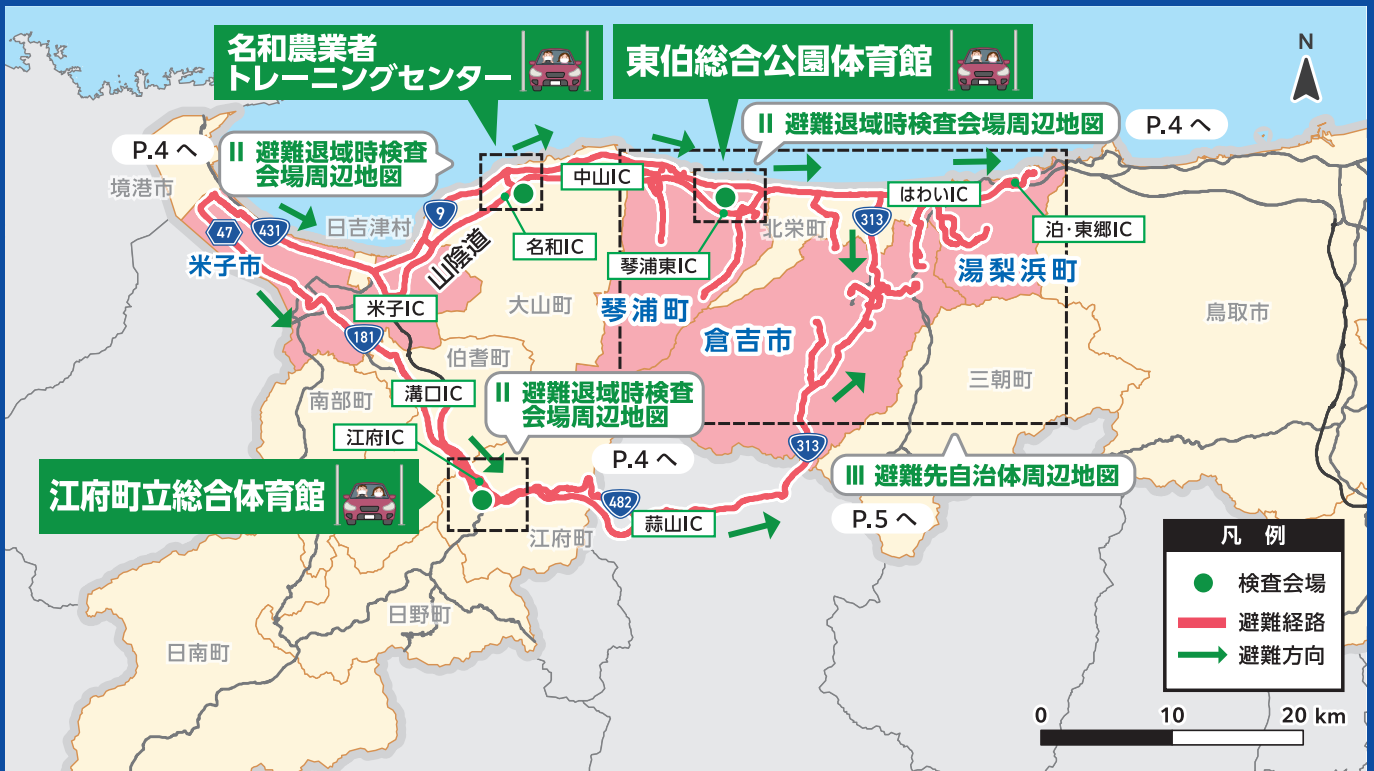 名和農業者
トレーニングセンター
東伯総合公園体育館
N
P.4 へ
II 避難退域時検査
会場周辺地図
II 避難退域時検査会場周辺地図
P.4 へ
境港市
日吉津村
9
中山IC
はわいIC
47
431
米子市
山陰道
名和IC
北栄町
313
泊・東郷IC
琴浦東IC
湯梨浜町
米子IC
大山町
琴浦町
倉吉市
鳥取市
181
伯耆町
三朝町
南部町
溝口IC
II 避難退域時検査
会場周辺地図
江府IC
P.4 へ
313
III 避難先自治体周辺地図
P.5 へ
江府町立総合体育館
482
蒜山IC
江府町
日野町
日南町
凡 例
検査会場
避難経路
避難方向
0 10 20 km